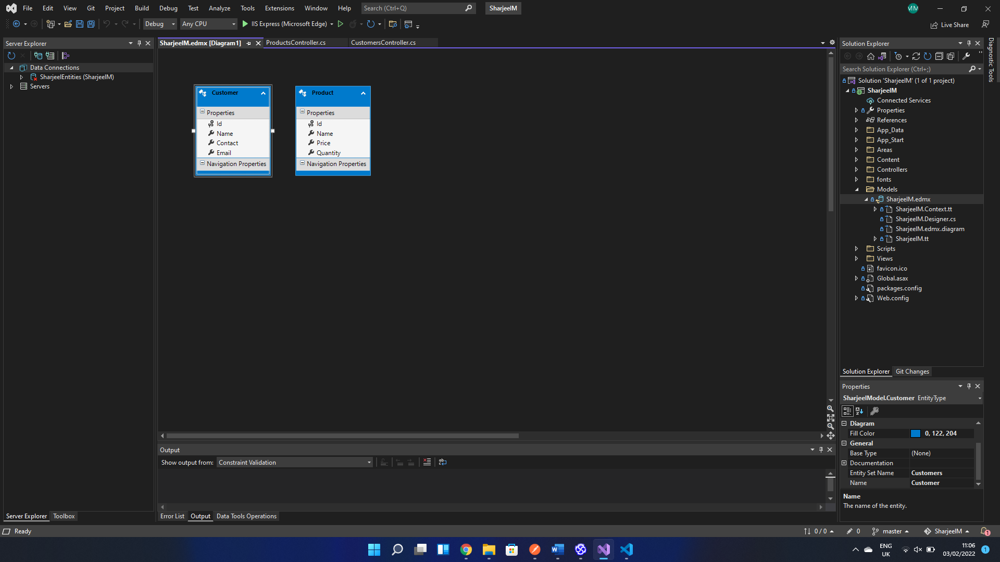 File Edit View Git Project Build Debug Test Analyze Tools Extensions Window Help Search (Ctrl+Q) SharjeelM MM
Debug Any CPU IIS Express (Microsoft Edge) Live Share
Server Explorer
Data Connections
SharjeelEntities (SharjeelM)
Servers
Server Explorer Toolbox
SharjeelM.edmx [Diagram1] ProductsController.cs CustomersController.cs
Customer
Properties
Id
Name
Contact
Email
Navigation Properties
Product
Properties
Id
Name
Price
Quantity
Navigation Properties
Output
Show output from: Constraint Validation
Error List Output Data Tools Operations
Solution Explorer
Search Solution Explorer (Ctrl+;)
Solution 'SharjeelM' (1 of 1 project)
SharjeelM
Connected Services
Properties
References
App_Data
App_Start
Areas
Content
Controllers
fonts
Models
SharjeelM.edmx
SharjeelM.Context.tt
SharjeelM.Designer.cs
SharjeelM.edmx.diagram
SharjeelM.tt
Scripts
Views
favicon.ico
Global.asax
packages.config
Web.config
Solution Explorer Git Changes
Properties
SharjeelModel.Customer EntityType
Diagram
Fill Color 0, 122, 204
General
Base Type (None)
Documentation
Entity Set Name Customers
Name Customer
Name
The name of the entity.
Diagnostic Tools
Ready 0 / 0 0 master SharjeelM 1
ENG
UK
11:06
03/02/2022
1